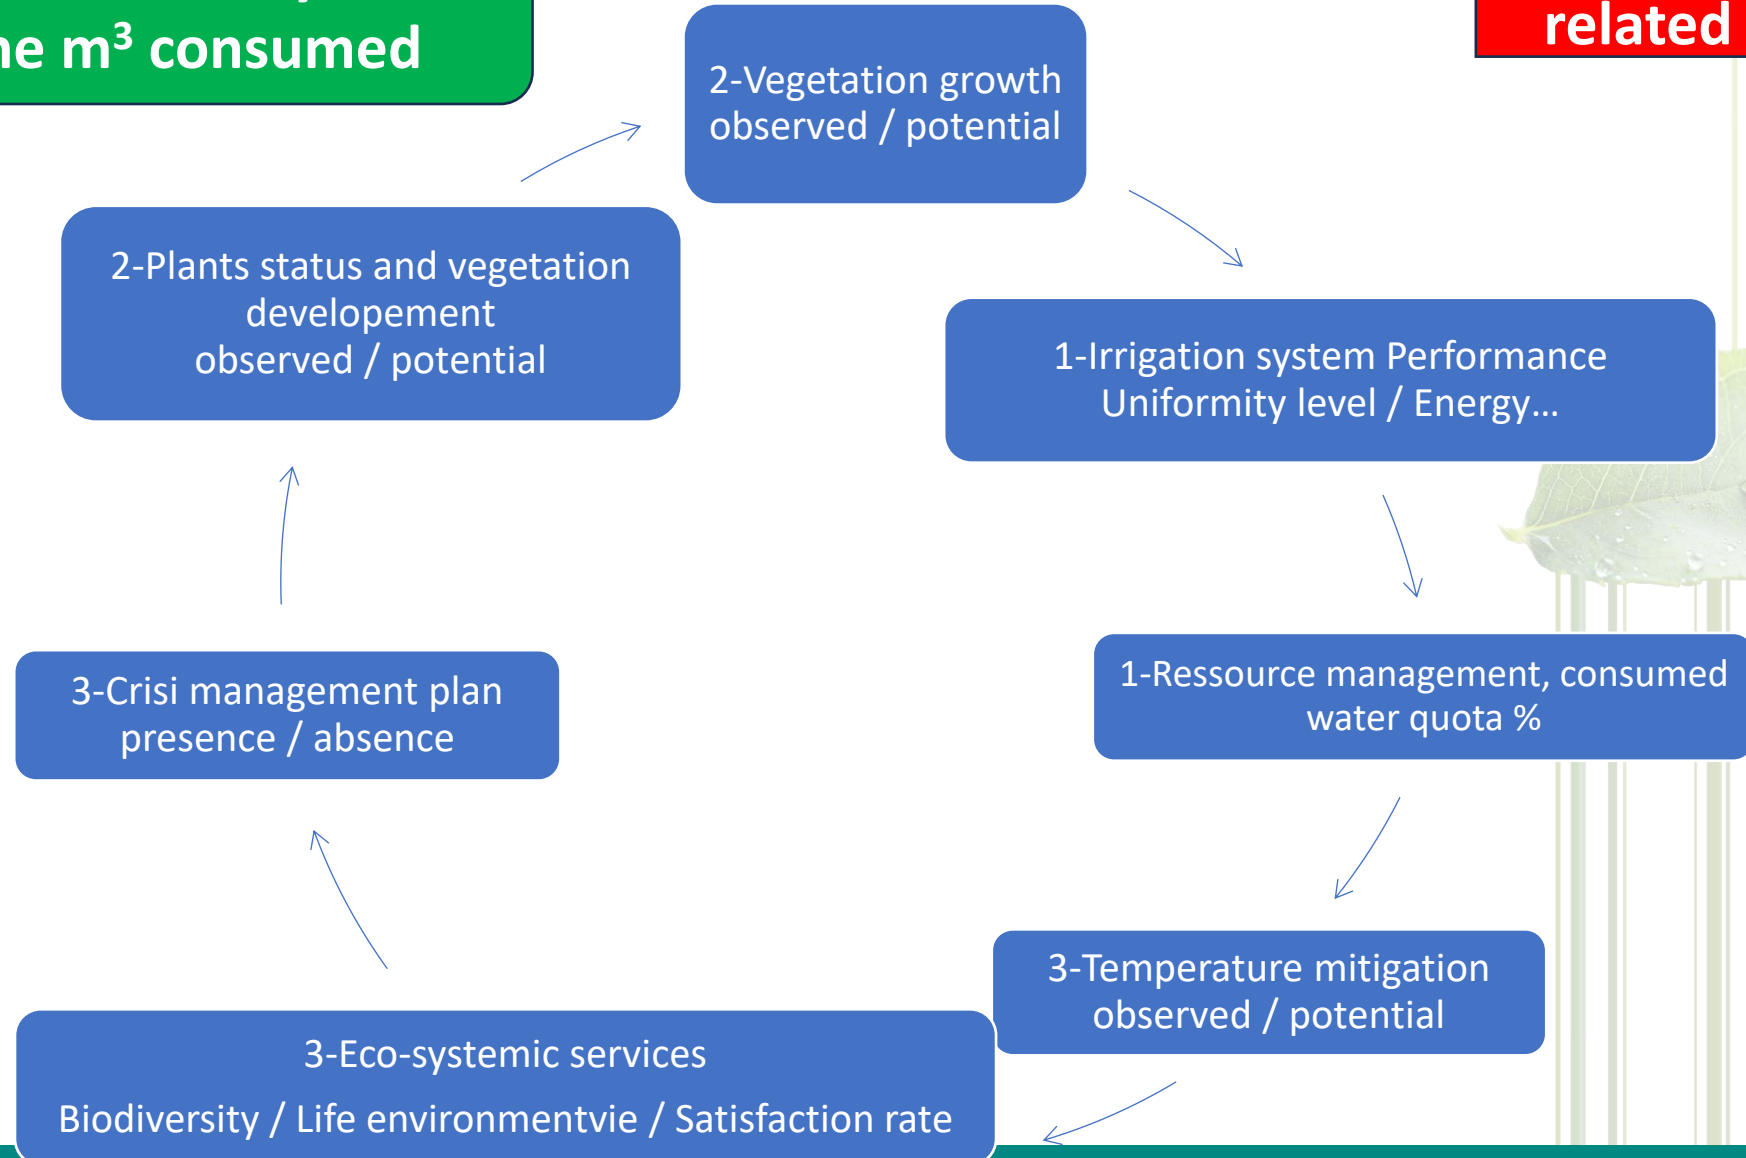 m³ consumed
related
2-Vegetation growth
observed / potential
2-Plants status and vegetation
developement
observed / potential
1-Irrigation system Performance
Uniformity level / Energy...
3-Crisi management plan
presence / absence
1-Ressource management, consumed
water quota %
3-Temperature mitigation
observed / potential
3-Eco-systemic services
Biodiversity / Life environmentvie / Satisfaction rate